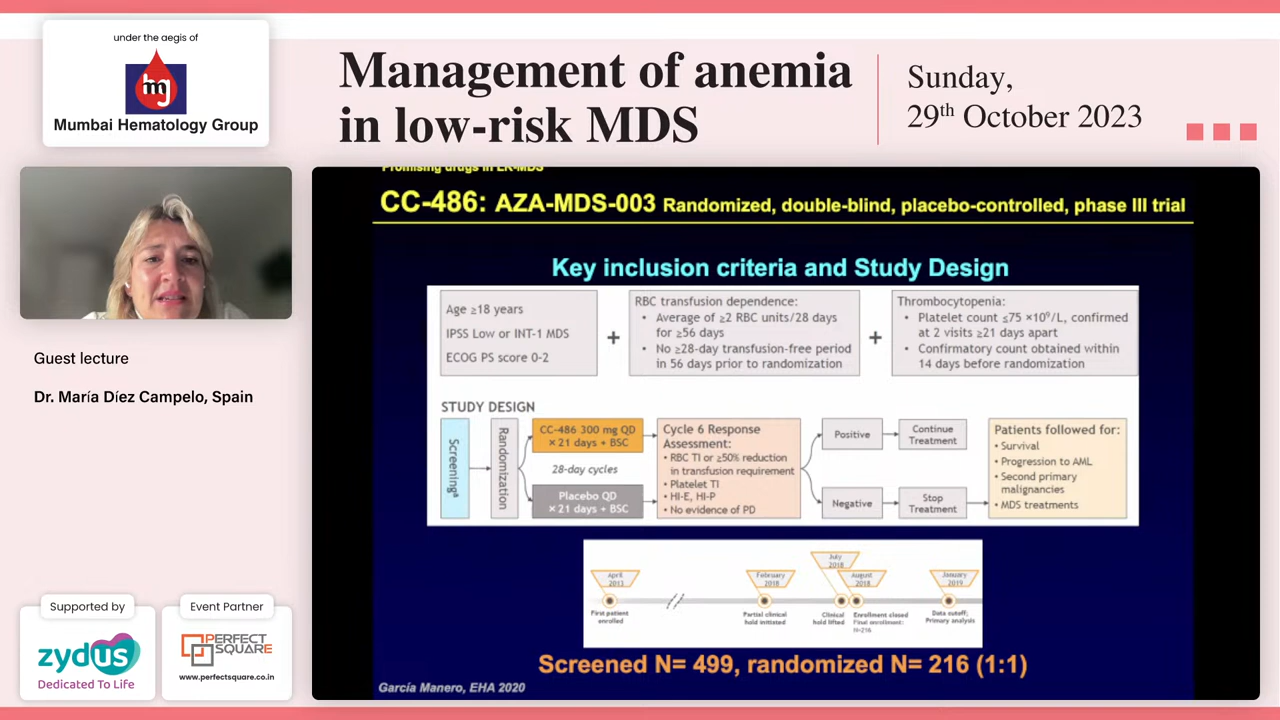 under the aegis of
mg
Mumbai Hematology Group
Management of anemia
in low-risk MDS
Sunday,
29th October 2023
Guest lecture
Dr. María Díez Campelo, Spain
Supported by
zydus
Dedicated To Life
Event Partner
PERFECT
SQUARE
www.perfectsquare.co.in
Promising drugs in LR-MDS
CC-486: AZA-MDS-003 Randomized, double-blind, placebo-controlled, phase III trial
Key inclusion criteria and Study Design
Age ≥18 years
IPSS Low or INT-1 MDS
ECOG PS score 0-2
+
RBC transfusion dependence:
• Average of ≥2 RBC units/28 days
for ≥56 days
• No ≥28-day transfusion-free period
in 56 days prior to randomization
+
Thrombocytopenia:
• Platelet count ≤75 ×10⁹/L, confirmed
at 2 visits ≥21 days apart
• Confirmatory count obtained within
14 days before randomization
STUDY DESIGN
Screeningª
Randomization
CC-486 300 mg QD
× 21 days + BSC
28-day cycles
Placebo QD
× 21 days + BSC
Cycle 6 Response
Assessment:
• RBC TI or ≥50% reduction
in transfusion requirement
• Platelet TI
• HI-E, HI-P
• No evidence of PD
Positive
Continue
Treatment
Negative
Stop
Treatment
Patients followed for:
• Survival
• Progression to AML
• Second primary
malignancies
• MDS treatments
April
2013
First patient
enrolled
February
2018
Partial clinical
hold initiated
July
2018
Clinical
hold lifted
August
2018
Enrollment closed
Final enrollment:
N=216
January
2019
Data cutoff;
Primary analysis
Screened N= 499, randomized N= 216 (1:1)
García Manero, EHA 2020